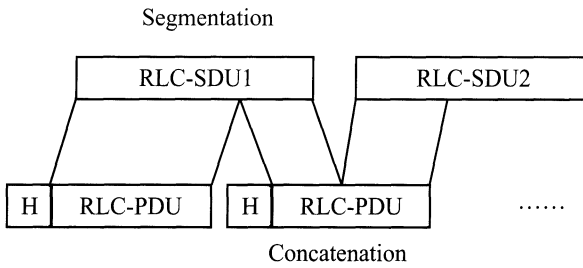 Segmentation
RLC-SDU1 RLC-SDU2
H RLC-PDU H RLC-PDU ......
Concatenation